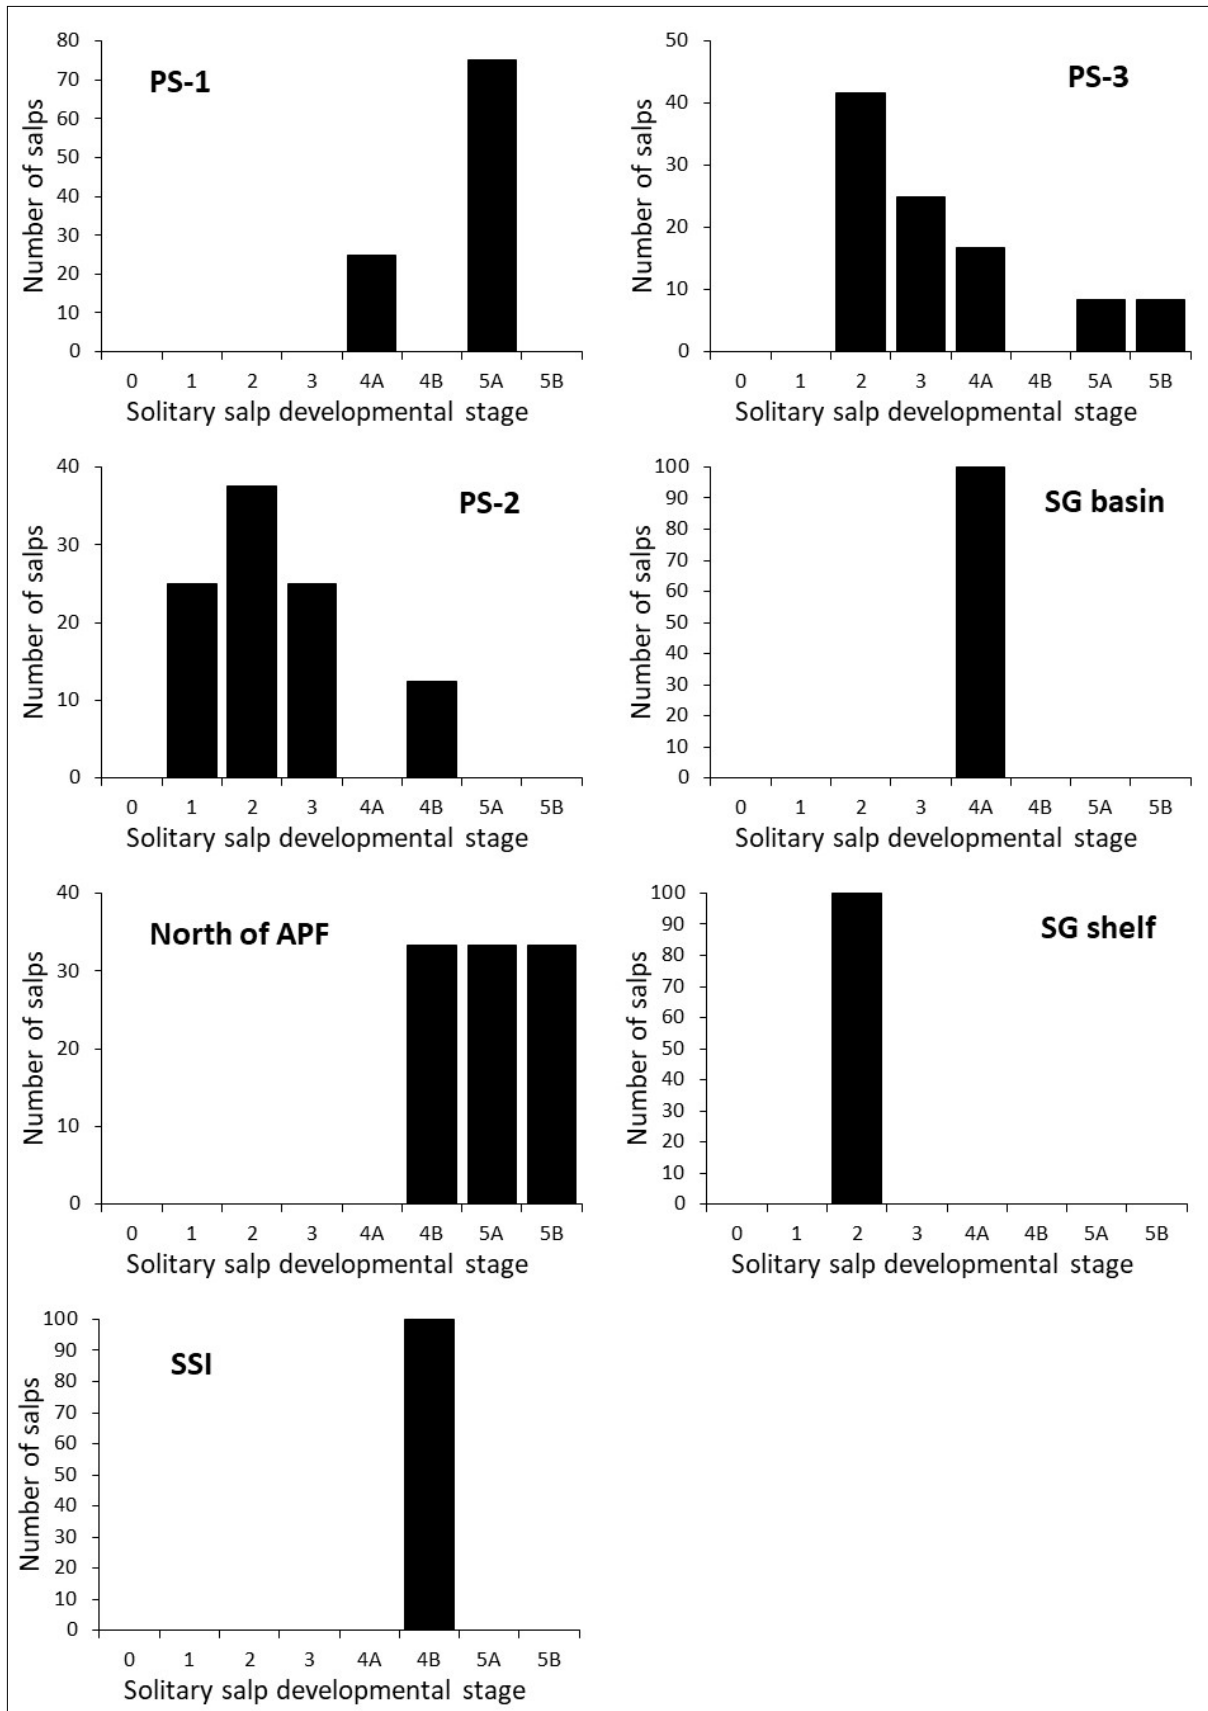 PS-1
Number of salps
80
70
60
50
40
30
20
10
0
0 1 2 3 4A 4B 5A 5B
Solitary salp developmental stage
PS-3
Number of salps
50
40
30
20
10
0
0 1 2 3 4A 4B 5A 5B
Solitary salp developmental stage
PS-2
Number of salps
40
30
20
10
0
0 1 2 3 4A 4B 5A 5B
Solitary salp developmental stage
SG basin
Number of salps
100
90
80
70
60
50
40
30
20
10
0
0 1 2 3 4A 4B 5A 5B
Solitary salp developmental stage
North of APF
Number of salps
40
30
20
10
0
0 1 2 3 4A 4B 5A 5B
Solitary salp developmental stage
SG shelf
Number of salps
100
90
80
70
60
50
40
30
20
10
0
0 1 2 3 4A 4B 5A 5B
Solitary salp developmental stage
SSI
Number of salps
100
90
80
70
60
50
40
30
20
10
0
0 1 2 3 4A 4B 5A 5B
Solitary salp developmental stage